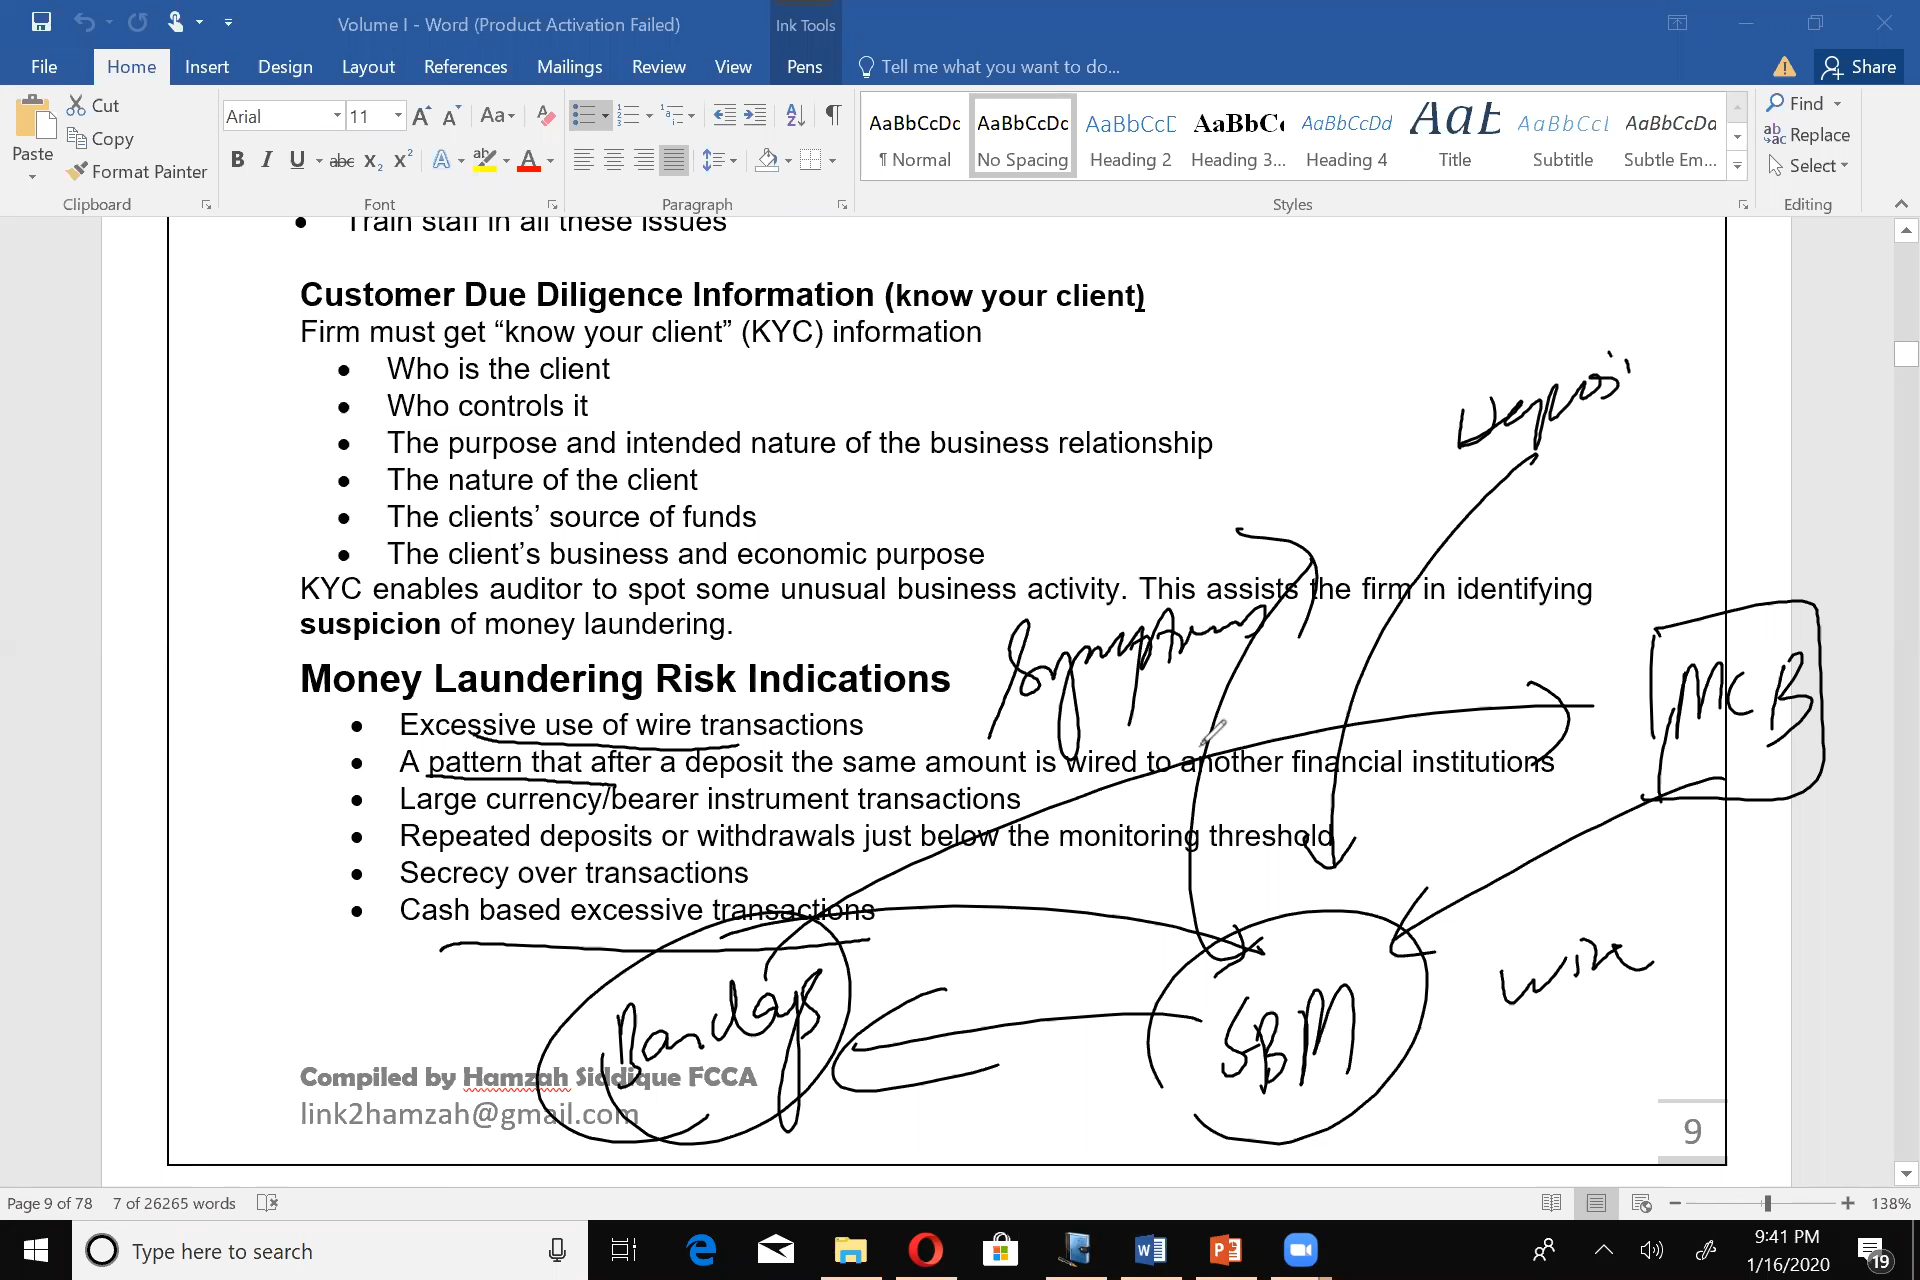 Volume I - Word (Product Activation Failed)
Ink Tools
File Home Insert Design Layout References Mailings Review View Pens Tell me what you want to do... Share
Paste
Cut
Copy
Format Painter
Clipboard
Arial 11
Aa
B I U abc X₂ X²
Font
Paragraph
AaBbCcDc AaBbCcDc AaBbCcD AaBbCc AaBbCcDd AaB AaBbCcD AaBbCcDd
¶ Normal No Spacing Heading 2 Heading 3... Heading 4 Title Subtitle Subtle Em...
Styles
Find
Replace
Select
Editing
• Train staff in all these issues
Customer Due Diligence Information (know your client)
Firm must get “know your client” (KYC) information
• Who is the client
• Who controls it
• The purpose and intended nature of the business relationship
• The nature of the client
• The clients’ source of funds
• The client’s business and economic purpose
KYC enables auditor to spot some unusual business activity. This assists the firm in identifying
suspicion of money laundering.
Money Laundering Risk Indications
• Excessive use of wire transactions
• A pattern that after a deposit the same amount is wired to another financial institutions
• Large currency/bearer instrument transactions
• Repeated deposits or withdrawals just below the monitoring threshold
• Secrecy over transactions
• Cash based excessive transactions
Deposi
MCB
Barclays
SBM
Compiled by Hamzah Siddique FCCA
link2hamzah@gmail.com
9
Page 9 of 78 7 of 26265 words
138%
Type here to search
9:41 PM
1/16/2020
19